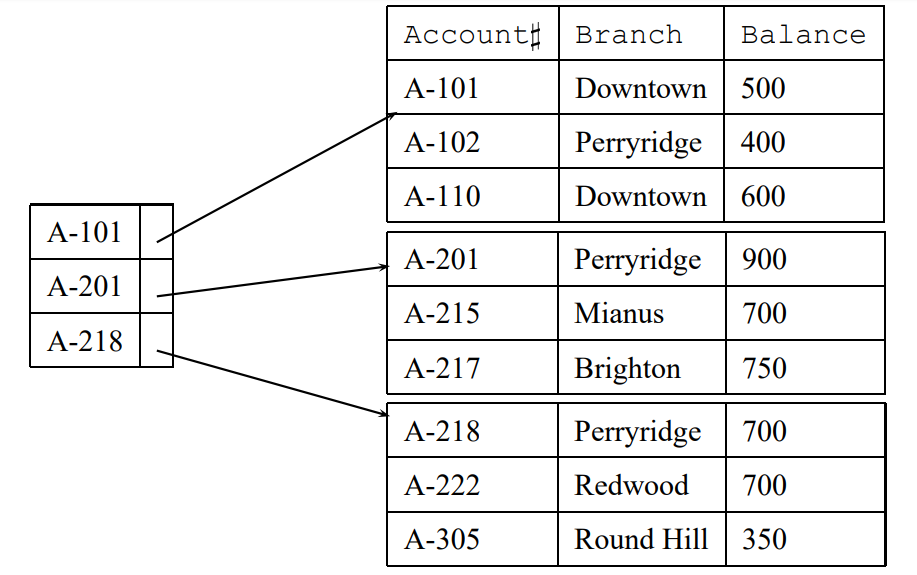 Account♯ Branch Balance
A-101 Downtown 500
A-102 Perryridge 400
A-110 Downtown 600
A-101
A-201
A-218
A-201 Perryridge 900
A-215 Mianus 700
A-217 Brighton 750
A-218 Perryridge 700
A-222 Redwood 700
A-305 Round Hill 350